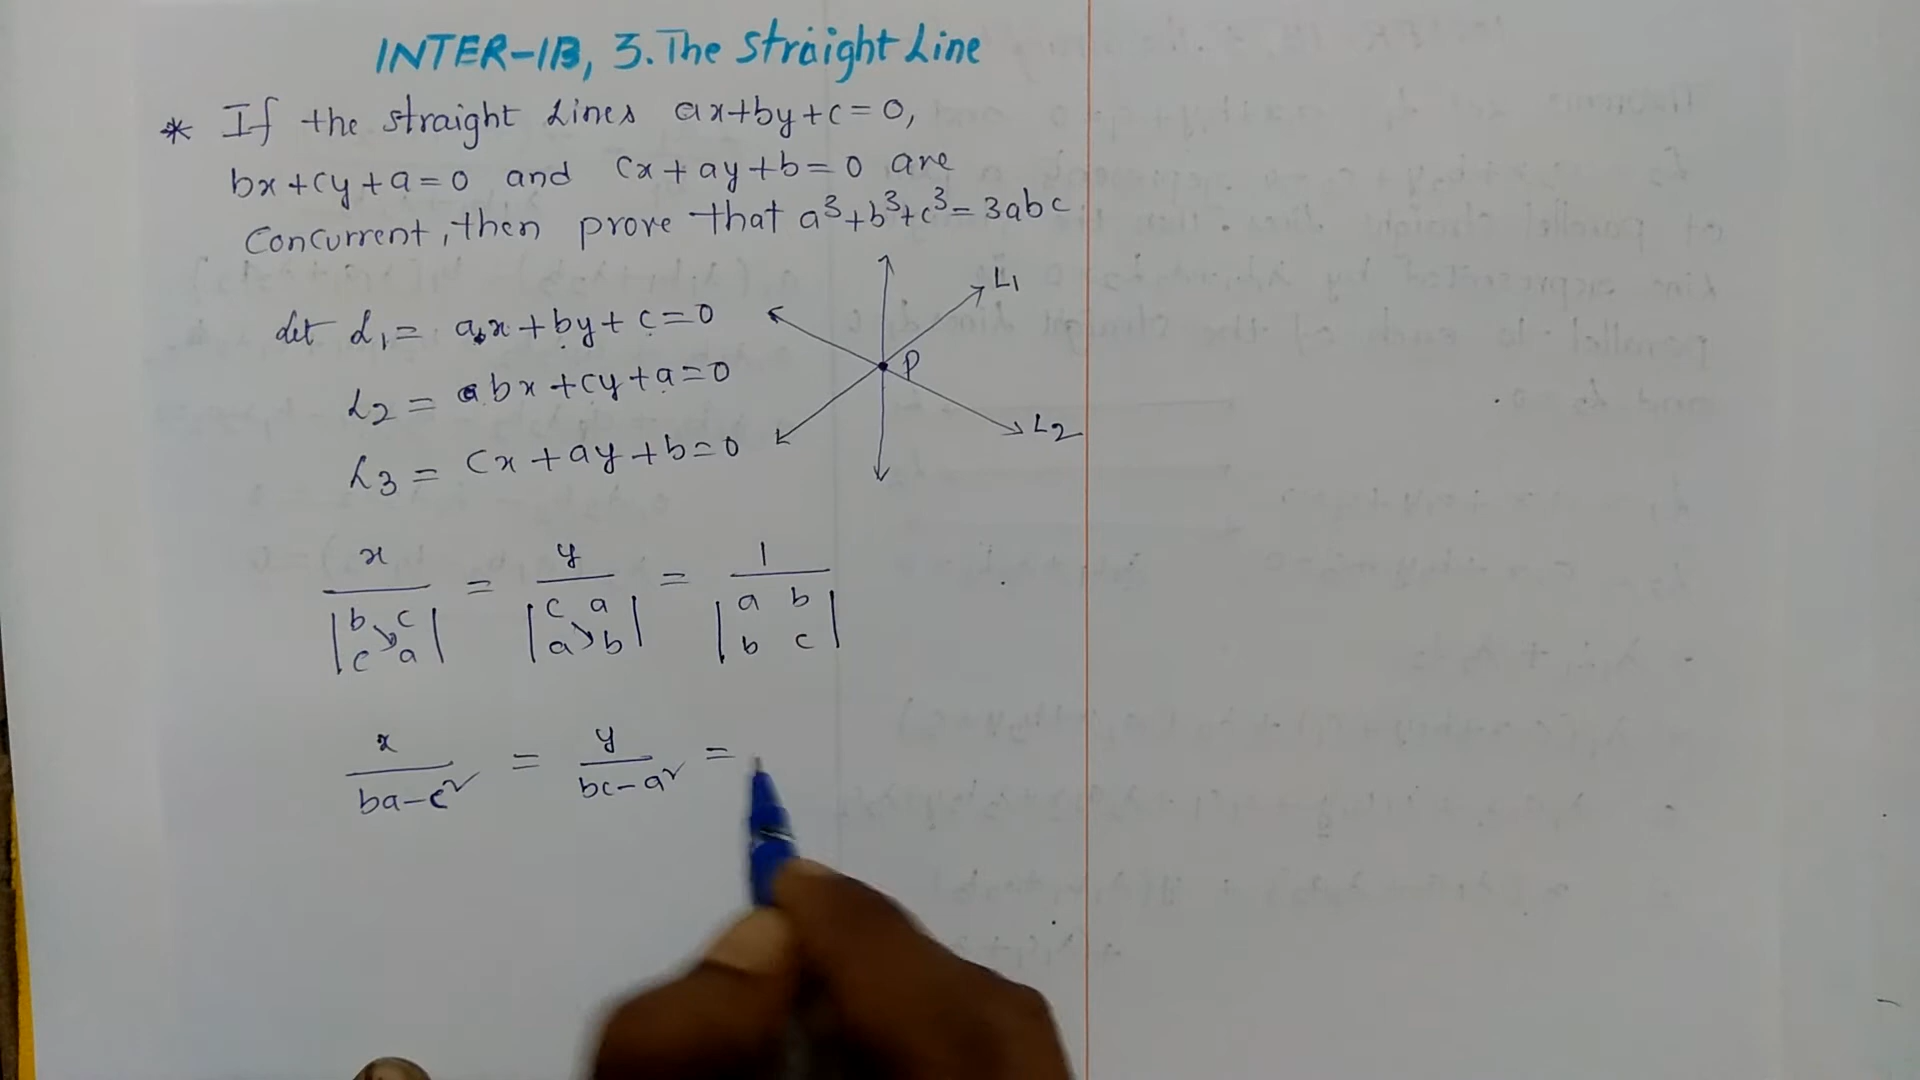 INTER-1B, 3. The Straight Line
* If the straight Lines ax+by+c=0,
bx+cy+a=0 and cx+ay+b=0 are
Concurrent, then prove that a³+b³+c³=3abc
Let L₁ = ax+by+c=0
L₂ = bx+cy+a=0
L₃ = cx+ay+b=0
L₁
P
L₂
x = y = 1
|b c| |c a| |a b|
|c a| |a b| |b c|
x = y =
ba-c² bc-a²